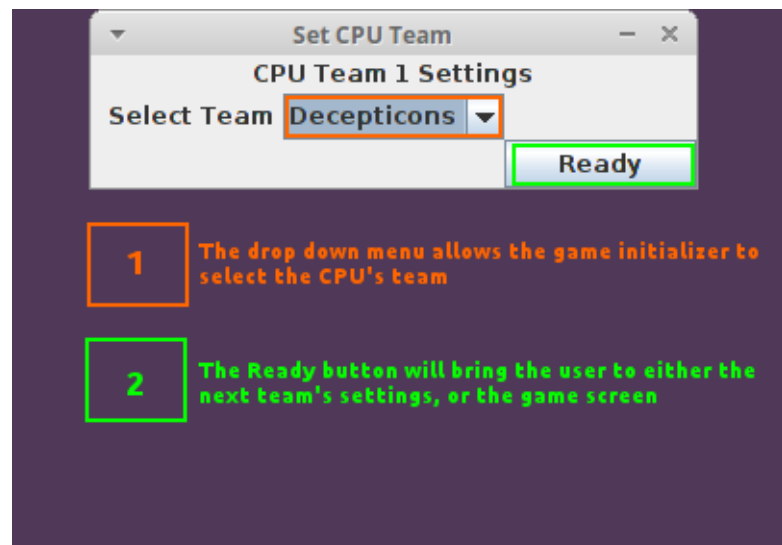 Set CPU Team
CPU Team 1 Settings
Select Team Decepticons
Ready
1 The drop down menu allows the game initializer to
select the CPU's team
2 The Ready button will bring the user to either the
next team's settings, or the game screen